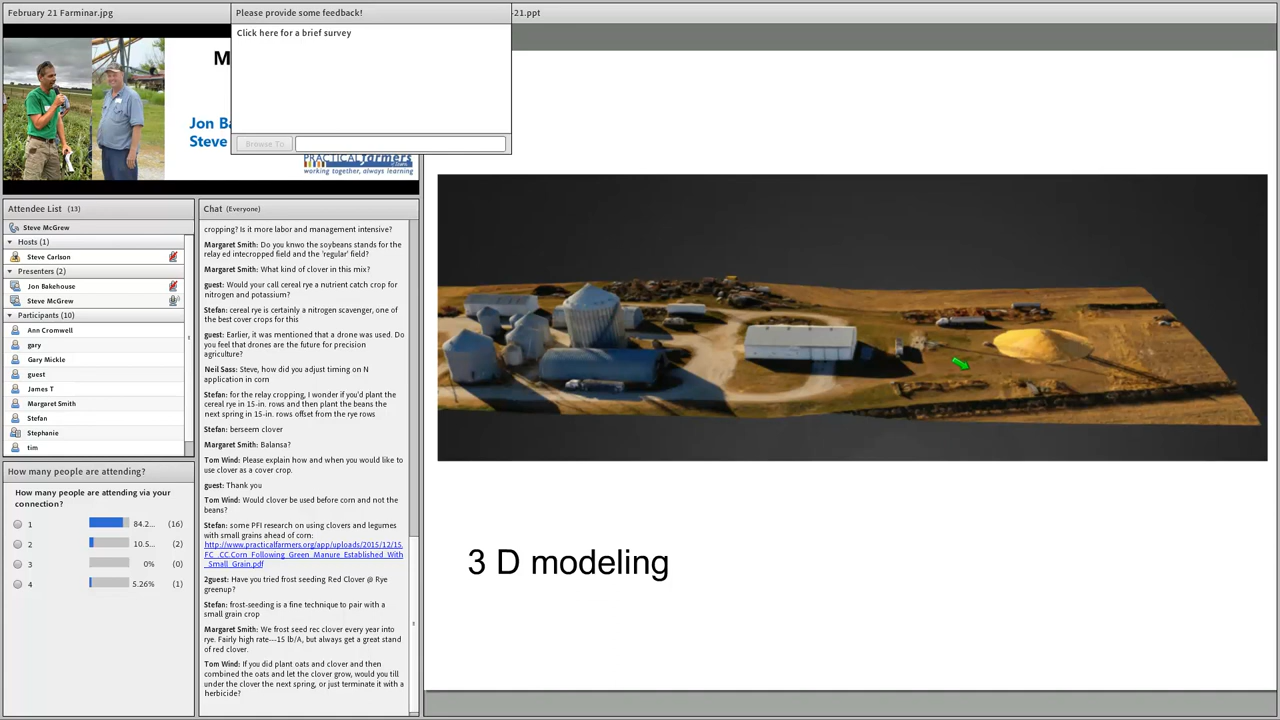 February 21 Farminar.jpg
Please provide some feedback!
-21.ppt
Click here for a brief survey
M
Jon Ba
Steve
Browse To
PRACTICAL farmers
working together, always learning
Attendee List (13)
Steve McGrew
Hosts (1)
Steve Carlson
Presenters (2)
Jon Bakehouse
Steve McGrew
Participants (10)
Ann Cromwell
gary
Gary Mickle
guest
James T
Margaret Smith
Stefan
Stephanie
tim
How many people are attending?
How many people are attending via your
connection?
1 84.2... (16)
2 10.5... (2)
3 0% (0)
4 5.26% (1)
Chat (Everyone)
cropping? Is it more labor and management intensive?
Margaret Smith: Do you knwo the soybeans stands for the
relay ed intecropped field and the 'regular' field?
Margaret Smith: What kind of clover in this mix?
guest: Would your call cereal rye a nutrient catch crop for
nitrogen and potassium?
Stefan: cereal rye is certainly a nitrogen scavenger, one of
the best cover crops for this
guest: Earlier, it was mentioned that a drone was used. Do
you feel that drones are the future for precision
agriculture?
Neil Sass: Steve, how did you adjust timing on N
application in corn
Stefan: for the relay cropping, I wonder if you'd plant the
cereal rye in 15-in. rows and then plant the beans the
next spring in 15-in. rows offset from the rye rows
Stefan: berseem clover
Margaret Smith: Balansa?
Tom Wind: Please explain how and when you would like to
use clover as a cover crop.
guest: Thank you
Tom Wind: Would clover be used before corn and not the
beans?
Stefan: some PFI research on using clovers and legumes
with small grains ahead of corn:
http://www.practicalfarmers.org/app/uploads/2015/12/15.
FC_.CC.Corn_Following_Green_Manure_Established_With
_Small_Grain.pdf
2guest: Have you tried frost seeding Red Clover @ Rye
greenup?
Stefan: frost-seeding is a fine technique to pair with a
small grain crop
Margaret Smith: We frost seed rec clover every year into
rye. Fairly high rate---15 lb/A, but always get a great stand
of red clover.
Tom Wind: If you did plant oats and clover and then
combined the oats and let the clover grow, would you till
under the clover the next spring, or just terminate it with a
herbicide?
3 D modeling